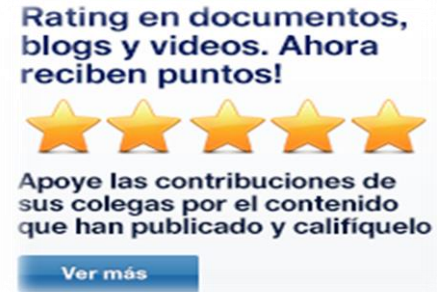 Rating en documentos,
blogs y videos. Ahora
reciben puntos!
Apoye las contribuciones de
sus colegas por el contenido
que han publicado y califíquelo
Ver más